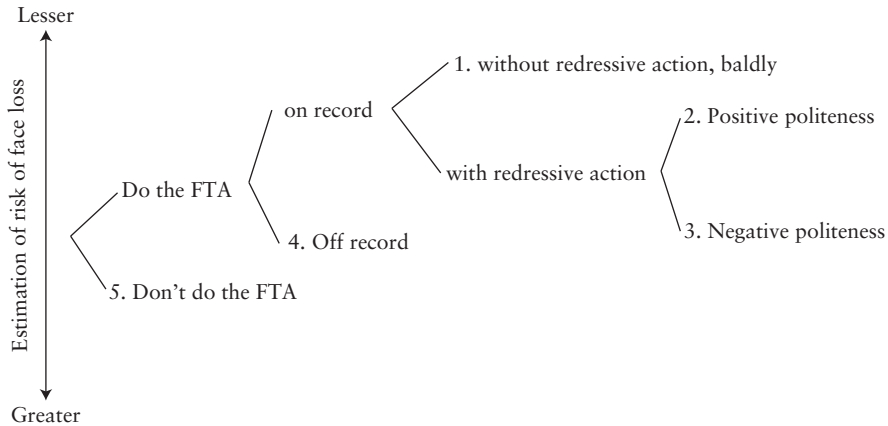 Lesser
Estimation of risk of face loss
1. without redressive action, baldly
on record
2. Positive politeness
with redressive action
Do the FTA
3. Negative politeness
4. Off record
5. Don't do the FTA
Greater